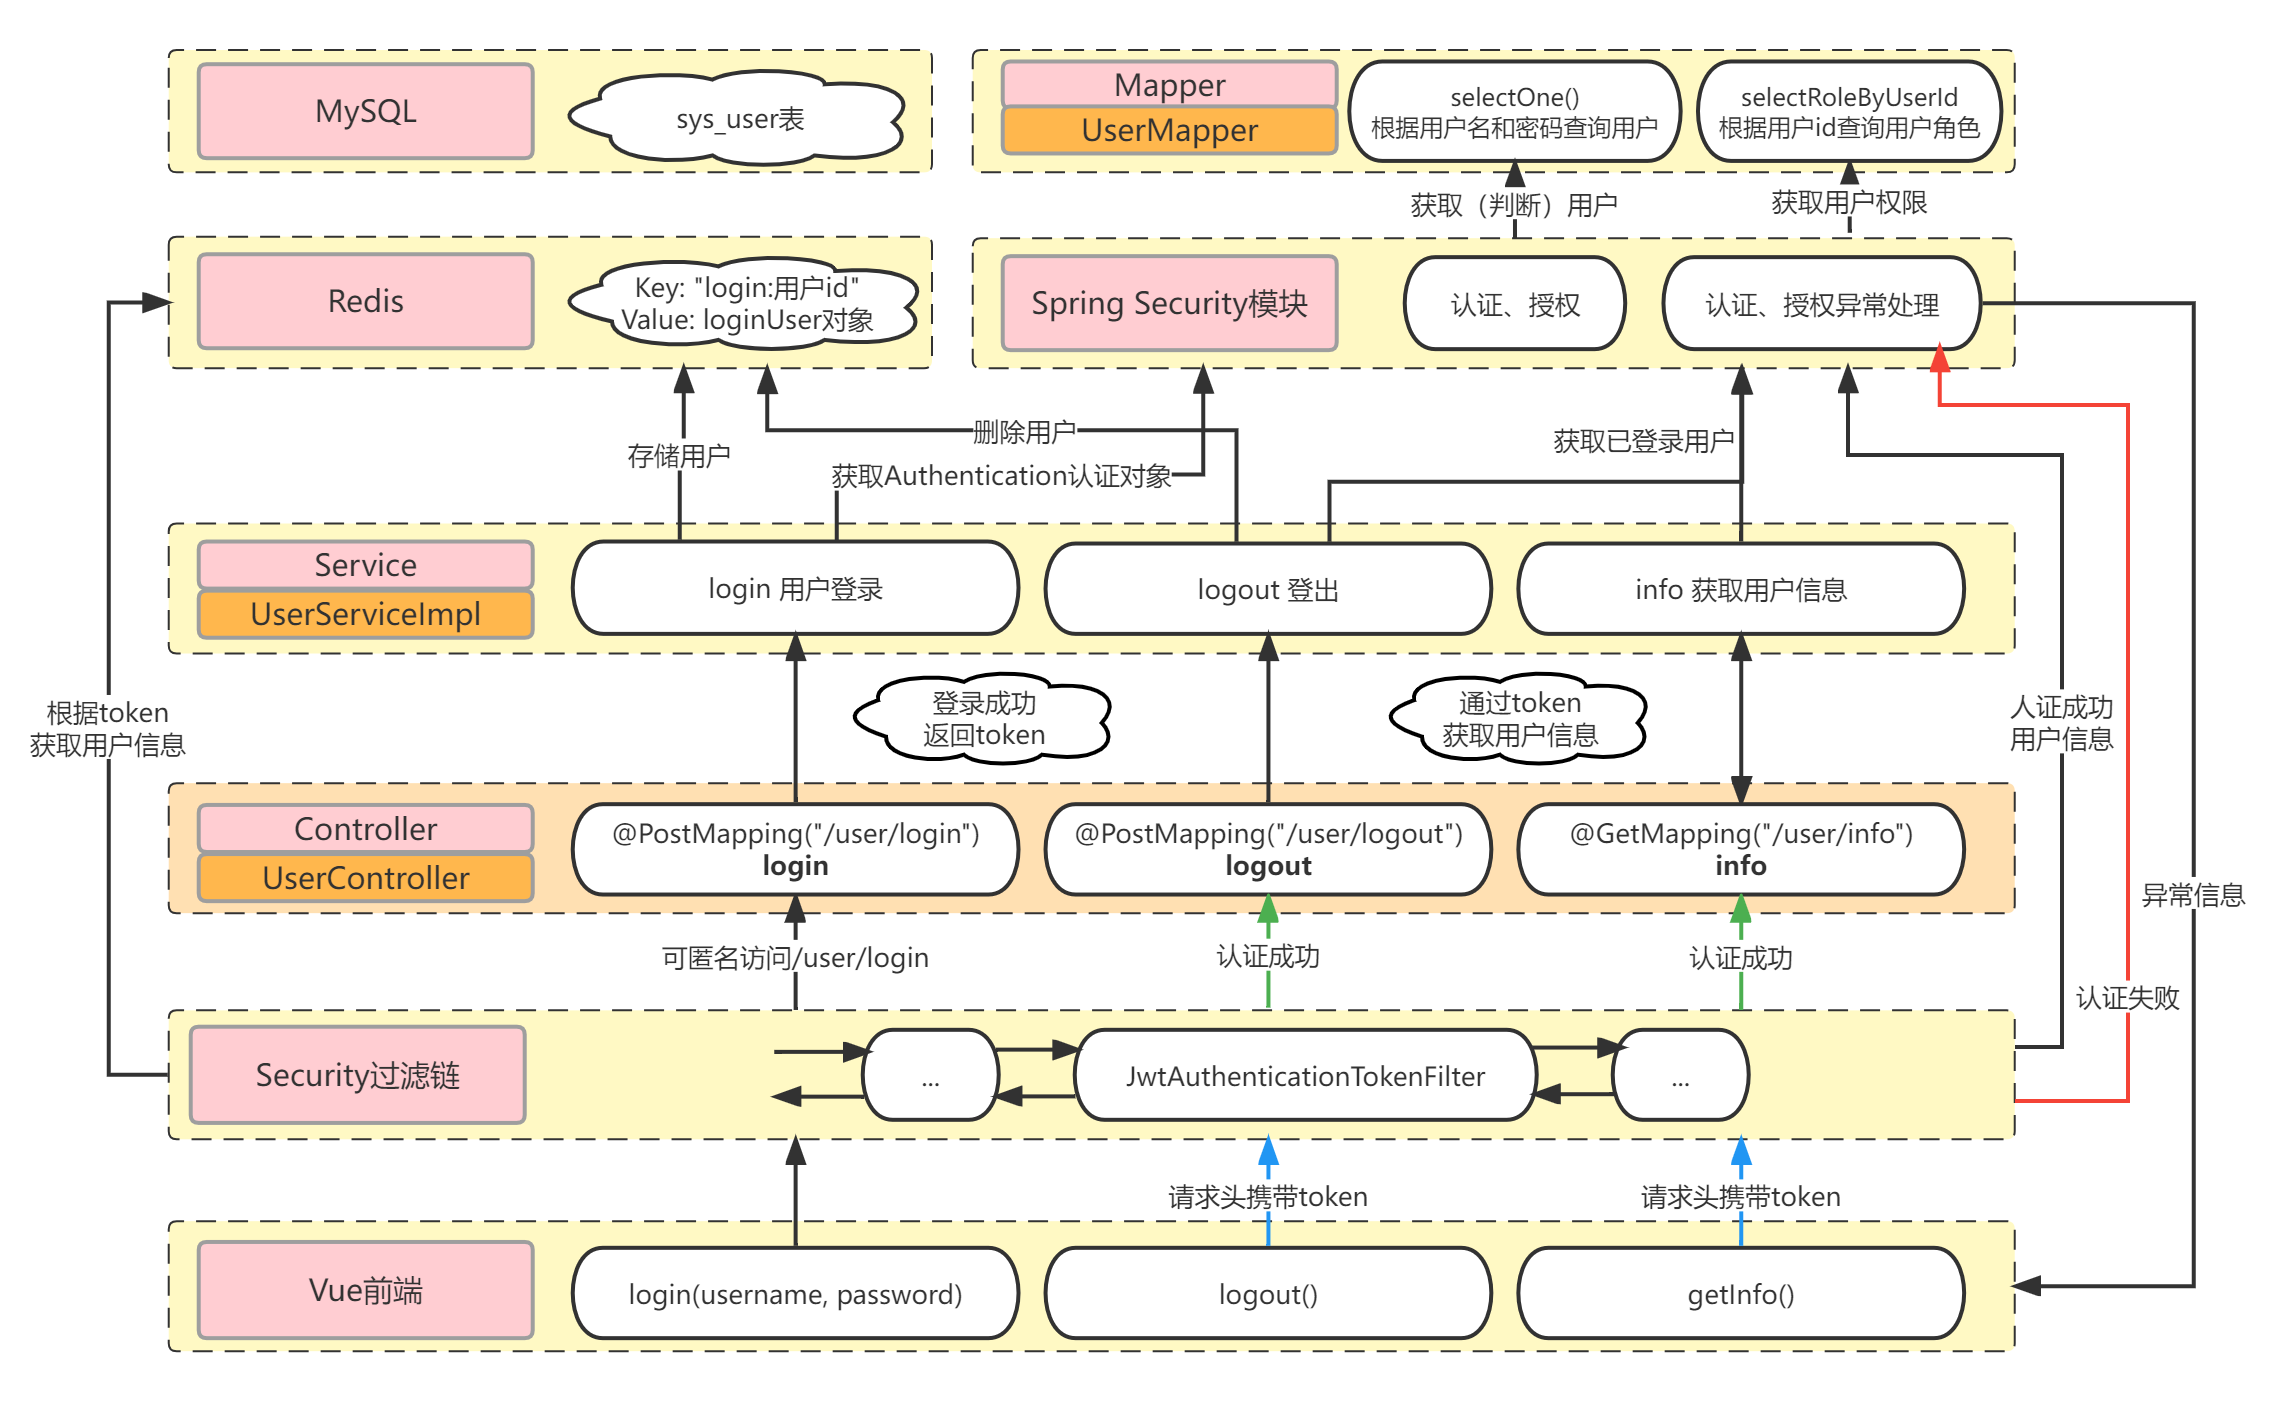 MySQL
sys_user表
Mapper
UserMapper
selectOne()
根据用户名和密码查询用户
selectRoleByUserId
根据用户id查询用户角色
获取（判断）用户
获取用户权限
Redis
Key: "login:用户id"
Value: loginUser对象
Spring Security模块
认证、授权
认证、授权异常处理
存储用户
删除用户
获取Authentication认证对象
获取已登录用户
Service
UserServiceImpl
login 用户登录
logout 登出
info 获取用户信息
根据token
获取用户信息
登录成功
返回token
通过token
获取用户信息
人证成功
用户信息
Controller
UserController
@PostMapping("/user/login")
login
@PostMapping("/user/logout")
logout
@GetMapping("/user/info")
info
异常信息
可匿名访问/user/login
认证成功
认证成功
认证失败
Security过滤链
...
JwtAuthenticationTokenFilter
...
请求头携带token
请求头携带token
Vue前端
login(username, password)
logout()
getInfo()